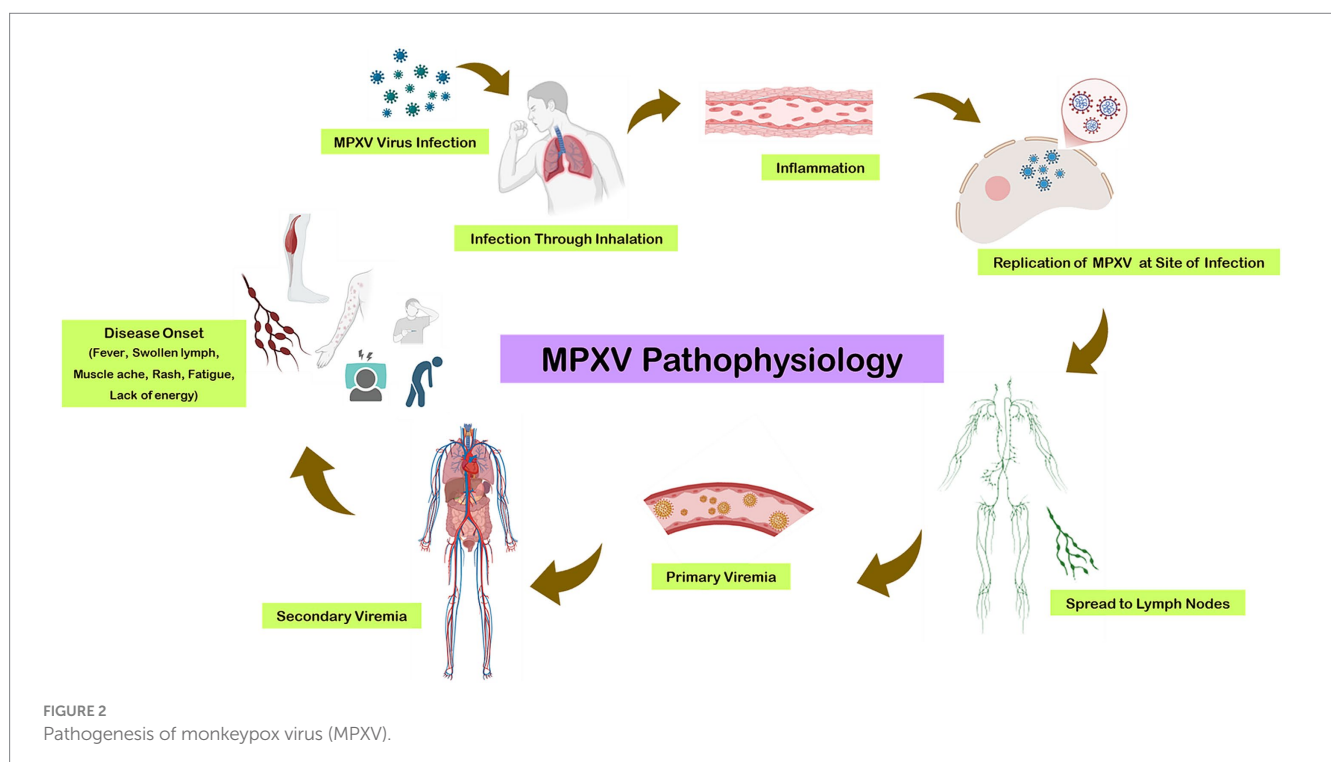 MPXV Virus Infection
Infection Through Inhalation
Inflammation
Replication of MPXV at Site of Infection
Disease Onset
(Fever, Swollen lymph,
Muscle ache, Rash, Fatigue,
Lack of energy)
MPXV Pathophysiology
Spread to Lymph Nodes
Primary Viremia
Secondary Viremia
FIGURE 2
Pathogenesis of monkeypox virus (MPXV).